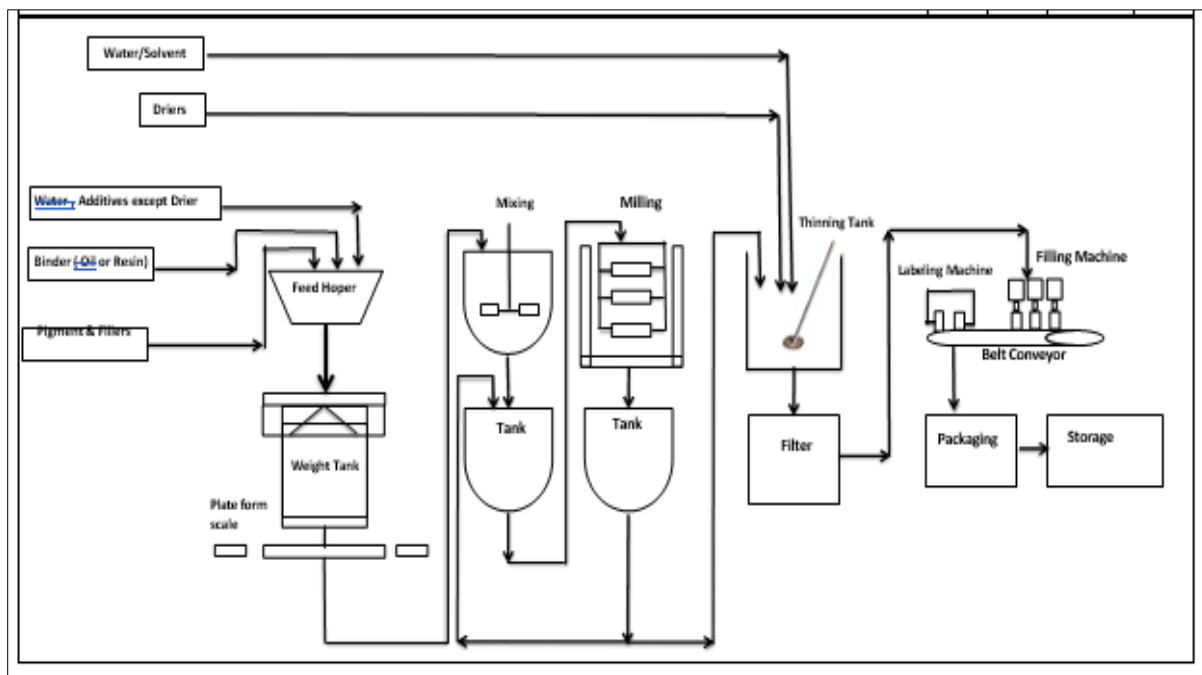 Water/Solvent
Driers
Water , Additives except Drier
Binder ( Oil or Resin)
Pigment & Fillers
Feed Hoper
Weight Tank
Plate form
scale
Mixing
Tank
Milling
Tank
Thinning Tank
Filter
Labeling Machine
Filling Machine
Belt Conveyor
Packaging
Storage